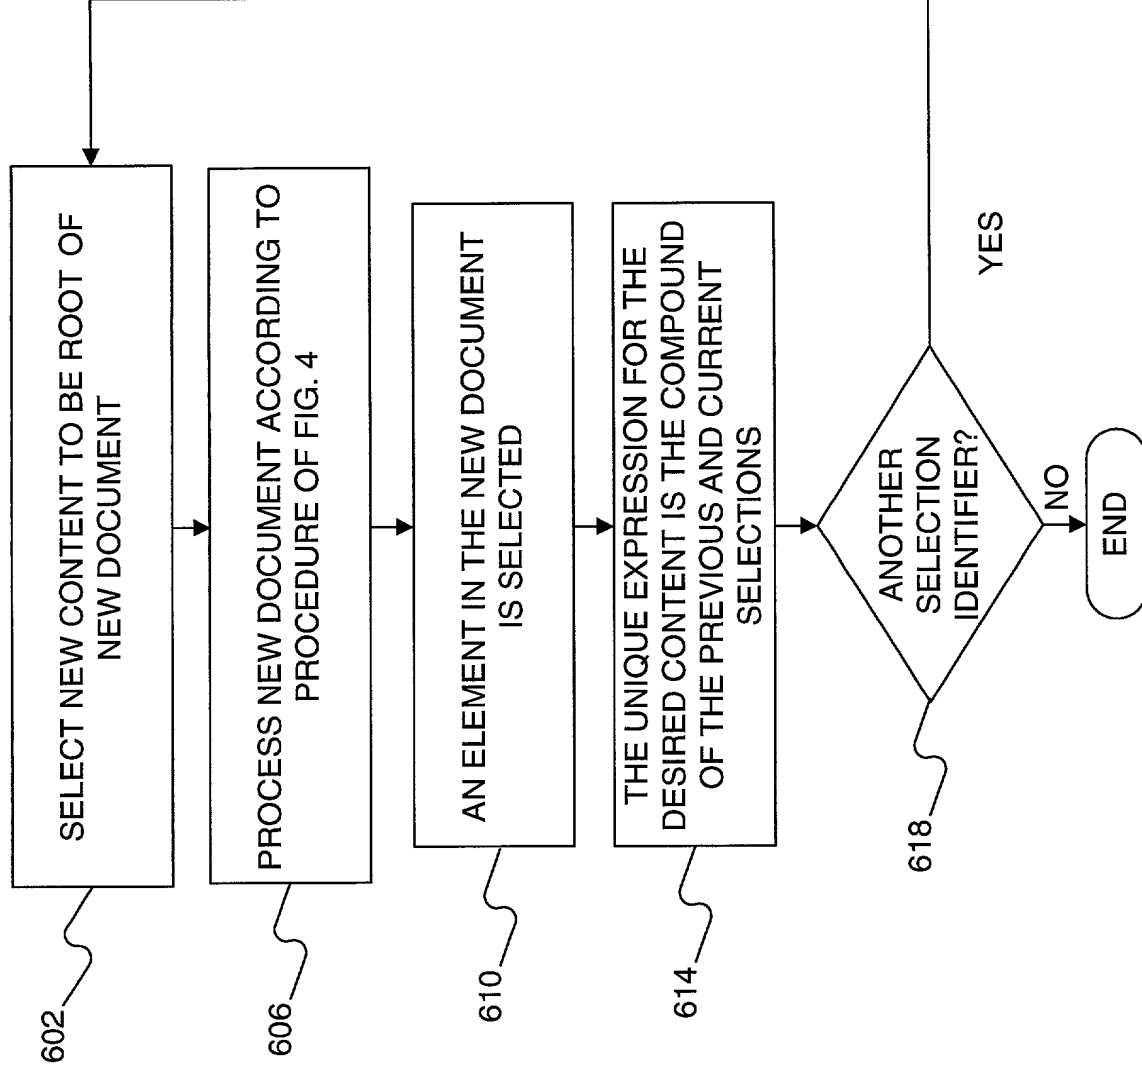 602
SELECT NEW CONTENT TO BE ROOT OF
NEW DOCUMENT
606
PROCESS NEW DOCUMENT ACCORDING TO
PROCEDURE OF FIG. 4
610
AN ELEMENT IN THE NEW DOCUMENT
IS SELECTED
614
THE UNIQUE EXPRESSION FOR THE
DESIRED CONTENT IS THE COMPOUND
OF THE PREVIOUS AND CURRENT
SELECTIONS
618
ANOTHER
SELECTION
IDENTIFIER?
YES
NO
END